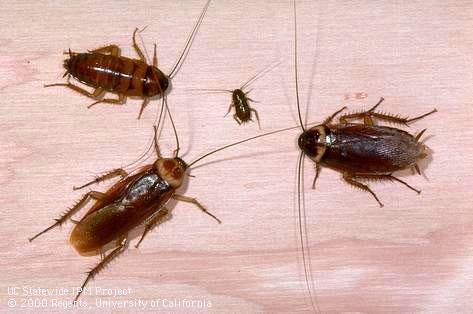 UC Statewide IPM Project
© 2000 Regents, University of California